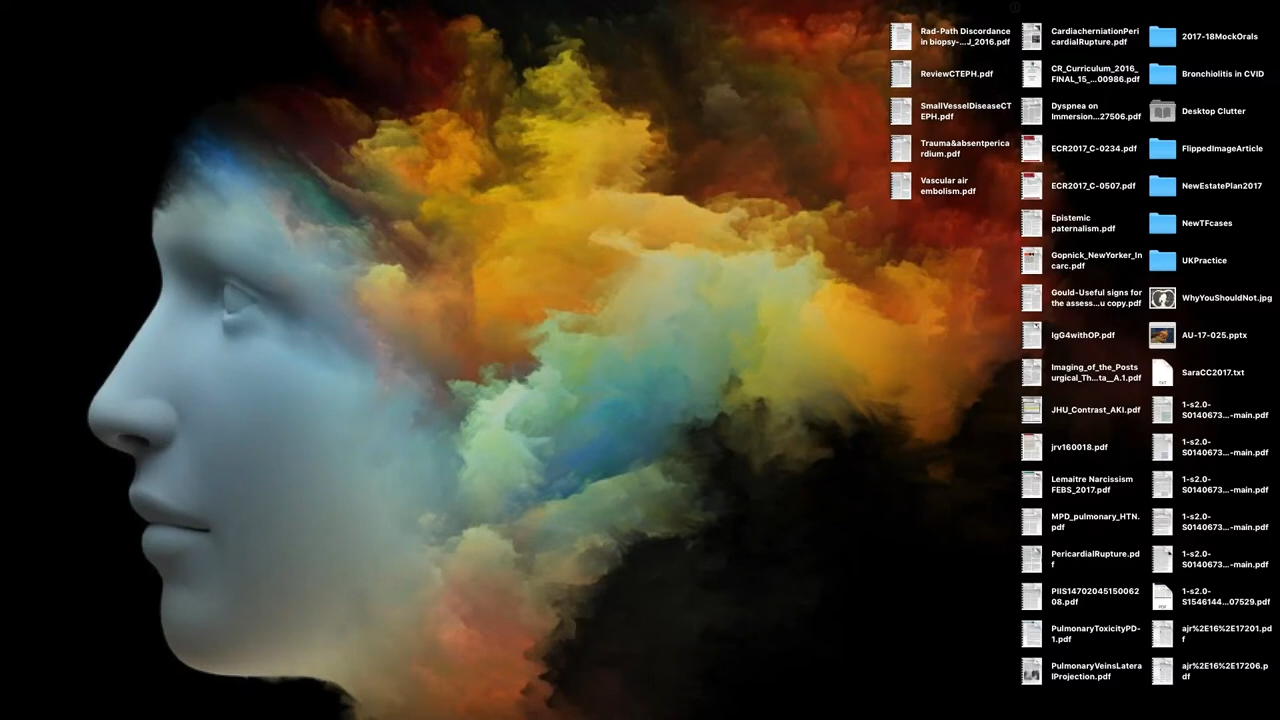 Rad-Path Discordance
in biopsy-...J_2016.pdf
ReviewCTEPH.pdf
SmallVesselDiseaseCT
EPH.pdf
Trauma&absentperica
rdium.pdf
Vascular air
embolism.pdf
CardiacherniationPeri
cardialrupture.pdf
CR_Curriculum_2016_
FINAL_15_...00986.pdf
Dyspnea on
Immersion...27506.pdf
ECR2017_C-0234.pdf
ECR2017_C-0507.pdf
Epistemic
paternalism.pdf
Gopnick_NewYorker_In
carc.pdf
Gould-Useful signs for
the assess...u copy.pdf
IgG4withOP.pdf
Imaging_of_the_Posts
urgical_Th...ta__A.1.pdf
JHU_Contrast_AKI.pdf
jrv160018.pdf
Lemaitre Narcissism
FEBS_2017.pdf
MPD_pulmonary_HTN.
pdf
PericardialRupture.pd
f
PIIS14702045150062
08.pdf
PulmonaryToxicityPD-
1.pdf
PulmonaryVeinsLatera
lProjection.pdf
2017-18MockOrals
Bronchiolitis in CVID
Desktop Clutter
FlippedImageArticle
NewEstatePlan2017
NewTFcases
UKPractice
WhyYouShouldNot.jpg
AU-17-025.pptx
SaraCC2017.txt
TXT
1-s2.0-
S0140673...-main.pdf
1-s2.0-
S0140673...-main.pdf
1-s2.0-
S0140673...-main.pdf
1-s2.0-
S0140673...-main.pdf
1-s2.0-
S0140673...-main.pdf
1-s2.0-
S1546144...07529.pdf
PDF
ajr%2E16%2E17201.pd
f
ajr%2E16%2E17206.p
df